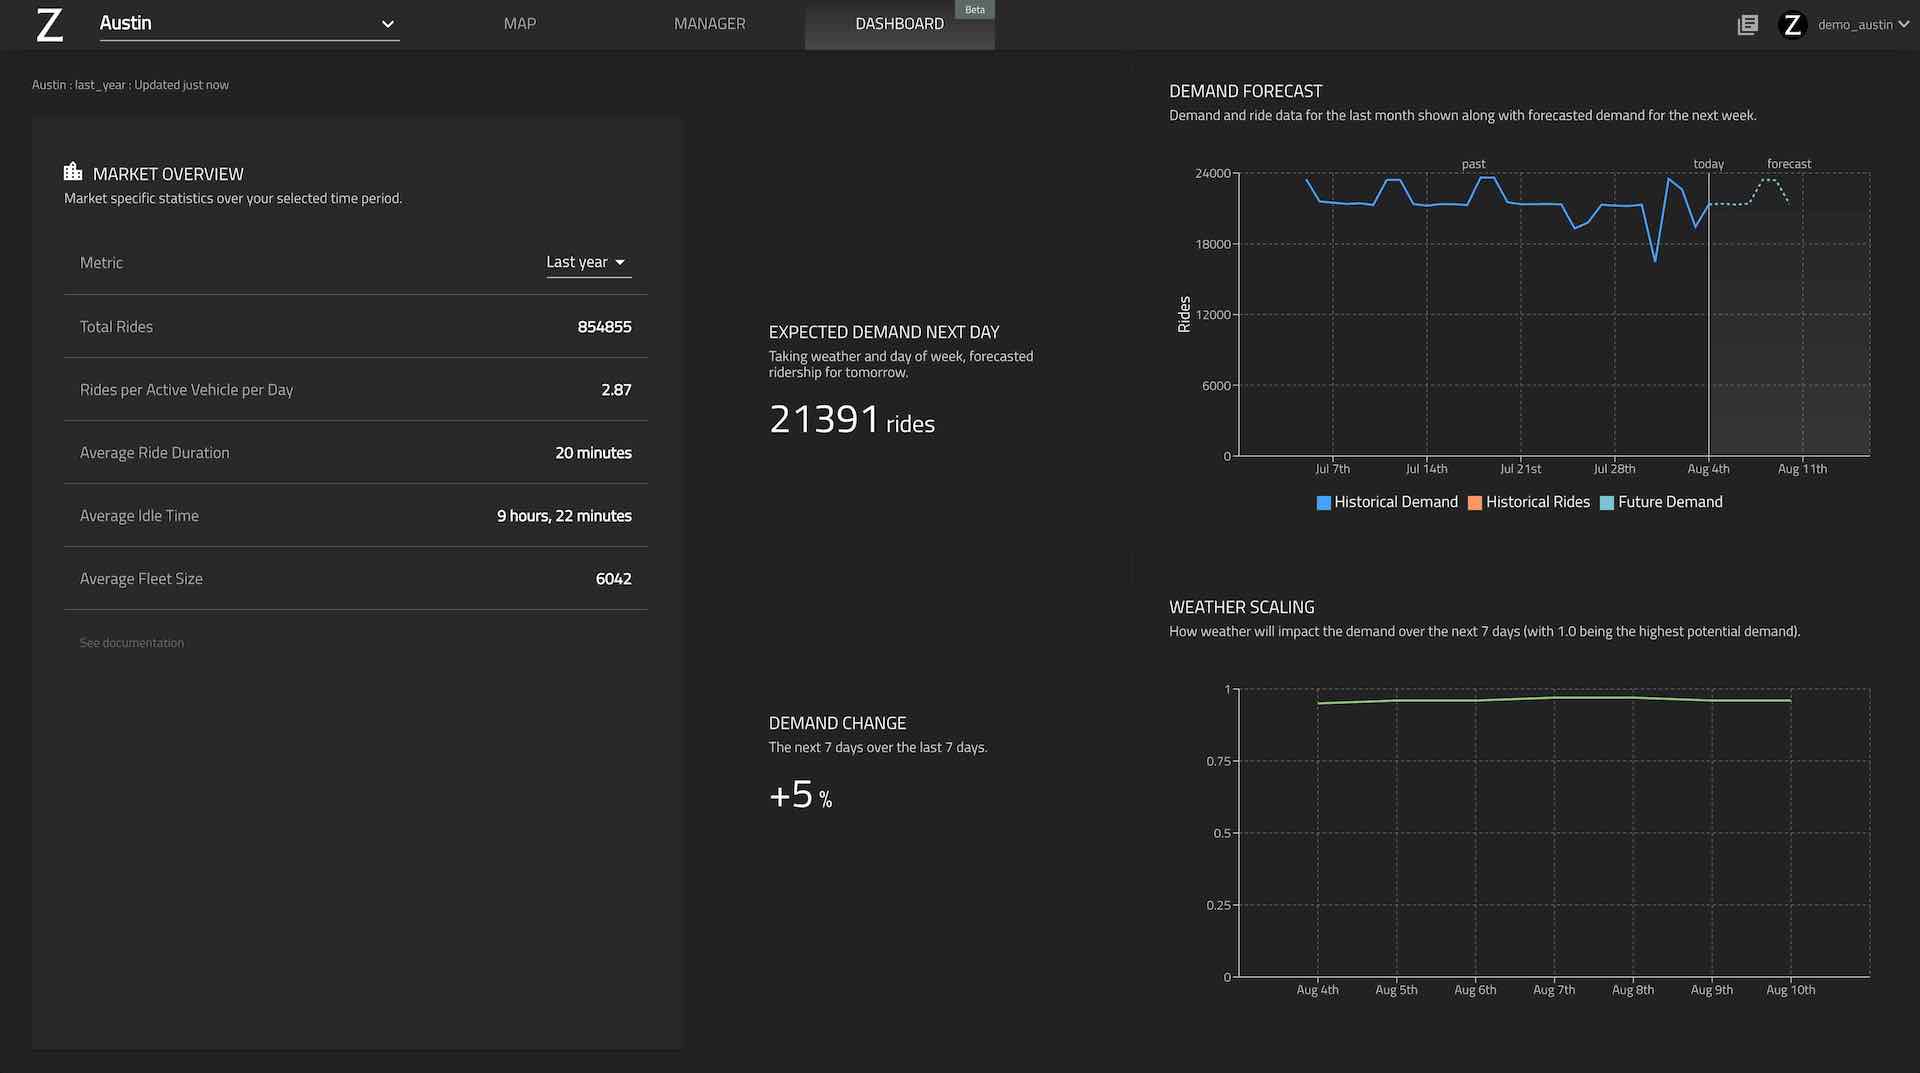 Z
Austin
MAP
MANAGER
DASHBOARD
Beta
Z
demo_austin
Austin : last_year : Updated just now
MARKET OVERVIEW
Market specific statistics over your selected time period.
Metric
Last year
Total Rides
854855
Rides per Active Vehicle per Day
2.87
Average Ride Duration
20 minutes
Average Idle Time
9 hours, 22 minutes
Average Fleet Size
6042
See documentation
EXPECTED DEMAND NEXT DAY
Taking weather and day of week, forecasted
ridership for tomorrow.
21391 rides
DEMAND CHANGE
The next 7 days over the last 7 days.
+5 %
DEMAND FORECAST
Demand and ride data for the last month shown along with forecasted demand for the next week.
past
today
forecast
24000
18000
12000
6000
0
Rides
Jul 7th
Jul 14th
Jul 21st
Jul 28th
Aug 4th
Aug 11th
Historical Demand
Historical Rides
Future Demand
WEATHER SCALING
How weather will impact the demand over the next 7 days (with 1.0 being the highest potential demand).
1
0.75
0.5
0.25
0
Aug 4th
Aug 5th
Aug 6th
Aug 7th
Aug 8th
Aug 9th
Aug 10th